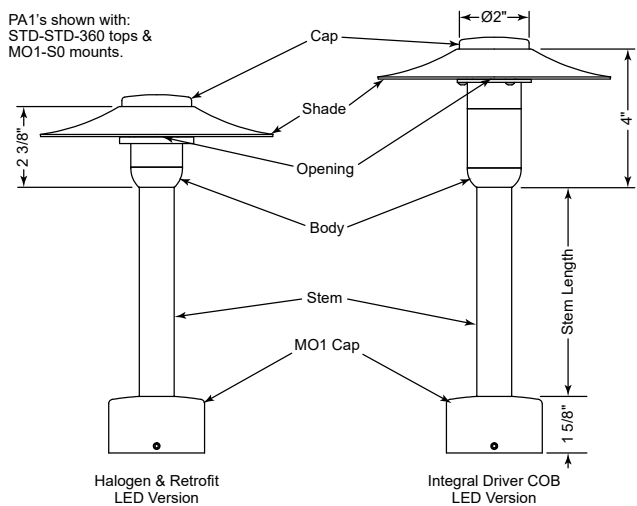 PA1's shown with:
STD-STD-360 tops &
MO1-S0 mounts.
Cap
Ø2"
Shade
2 3/8"
4"
Opening
Body
Stem
Stem Length
MO1 Cap
1 5/8"
Halogen & Retrofit
LED Version
Integral Driver COB
LED Version